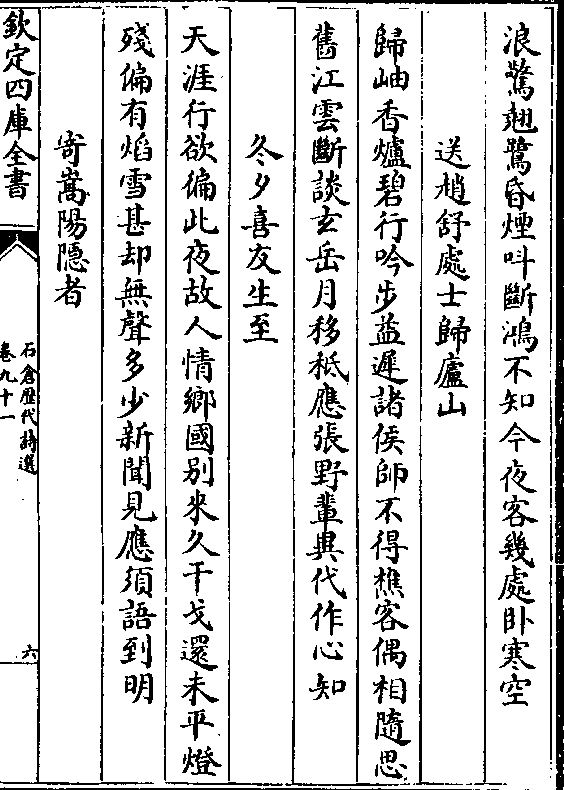 浪驚翹鷺昏煙呌斷鴻不知今夜客幾處卧寒空
送趙舒處士歸廬山
歸岫香爐碧行吟步益遲諸侯師不得樵客偶相隨思
舊江雲斷談玄岳月移秪應張野輩異代作心知
冬夕喜友生至
天涯行欲徧此夜故人情鄉國别來久干戈還未平燈
殘偏有焰雪甚却無聲多少新聞見應須語到明
寄嵩陽隱者
欽定四庫全書
石倉歴代詩選
卷九十一
六